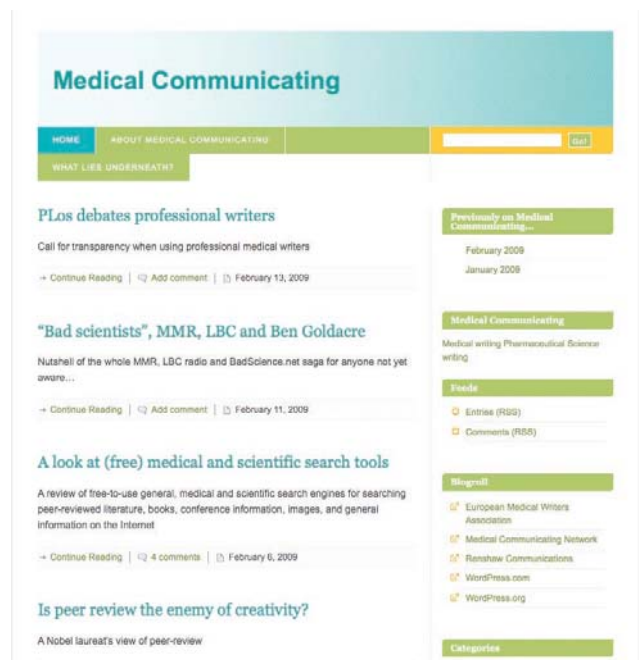 Medical Communicating
HOME
ABOUT MEDICAL COMMUNICATING
Go!
WHAT LIES UNDERNEATH?
PLos debates professional writers
Call for transparency when using professional medical writers
→ Continue Reading | Add comment | February 13, 2009
“Bad scientists”, MMR, LBC and Ben Goldacre
Nutshell of the whole MMR, LBC radio and BadScience.net saga for anyone not yet
aware…
→ Continue Reading | Add comment | February 11, 2009
A look at (free) medical and scientific search tools
A review of free-to-use general, medical and scientific search engines for searching
peer-reviewed literature, books, conference information, images, and general
information on the Internet
→ Continue Reading | 4 comments | February 6, 2009
Is peer review the enemy of creativity?
A Nobel laureat's view of peer-review
Previously on Medical
Communicating...
February 2009
January 2009
Medical Communicating
Medical writing Pharmaceutical Science
writing
Feeds
Entries (RSS)
Comments (RSS)
Blogroll
European Medical Writers
Association
Medical Communicating Network
Renshaw Communications
WordPress.com
WordPress.org
Categories